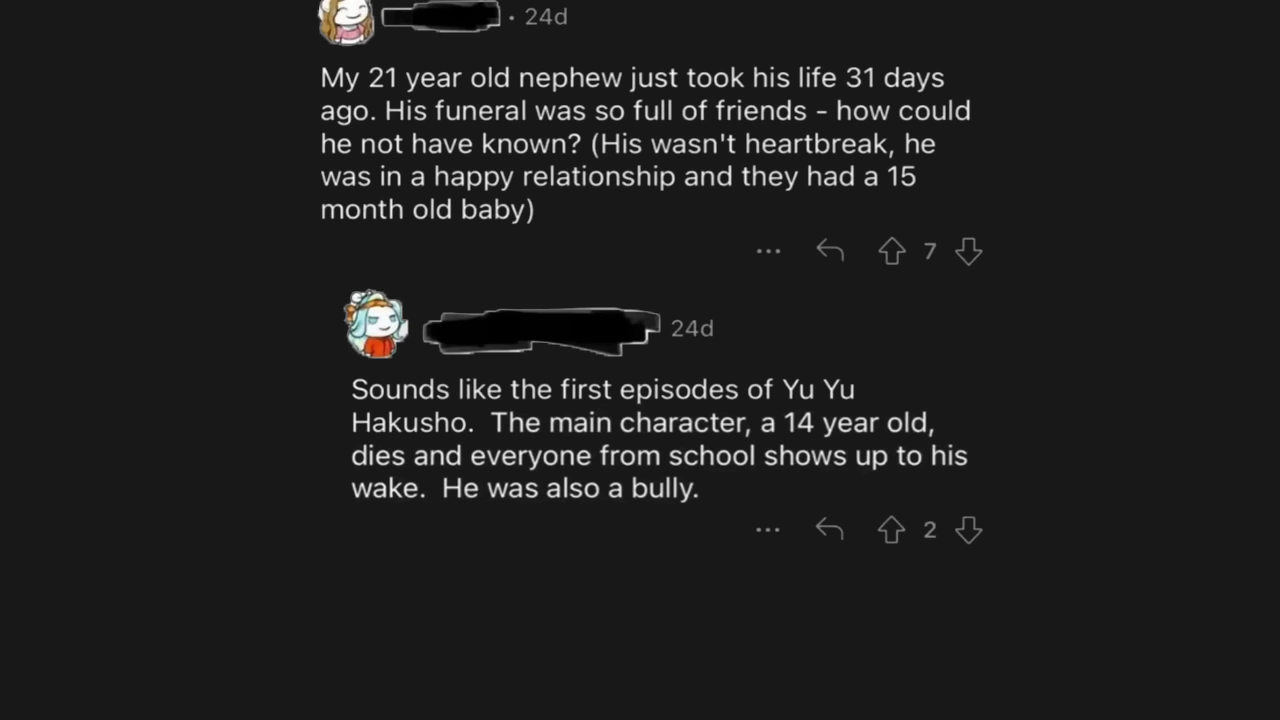 · 24d
My 21 year old nephew just took his life 31 days
ago. His funeral was so full of friends - how could
he not have known? (His wasn't heartbreak, he
was in a happy relationship and they had a 15
month old baby)
7
24d
Sounds like the first episodes of Yu Yu
Hakusho.  The main character, a 14 year old,
dies and everyone from school shows up to his
wake.  He was also a bully.
2